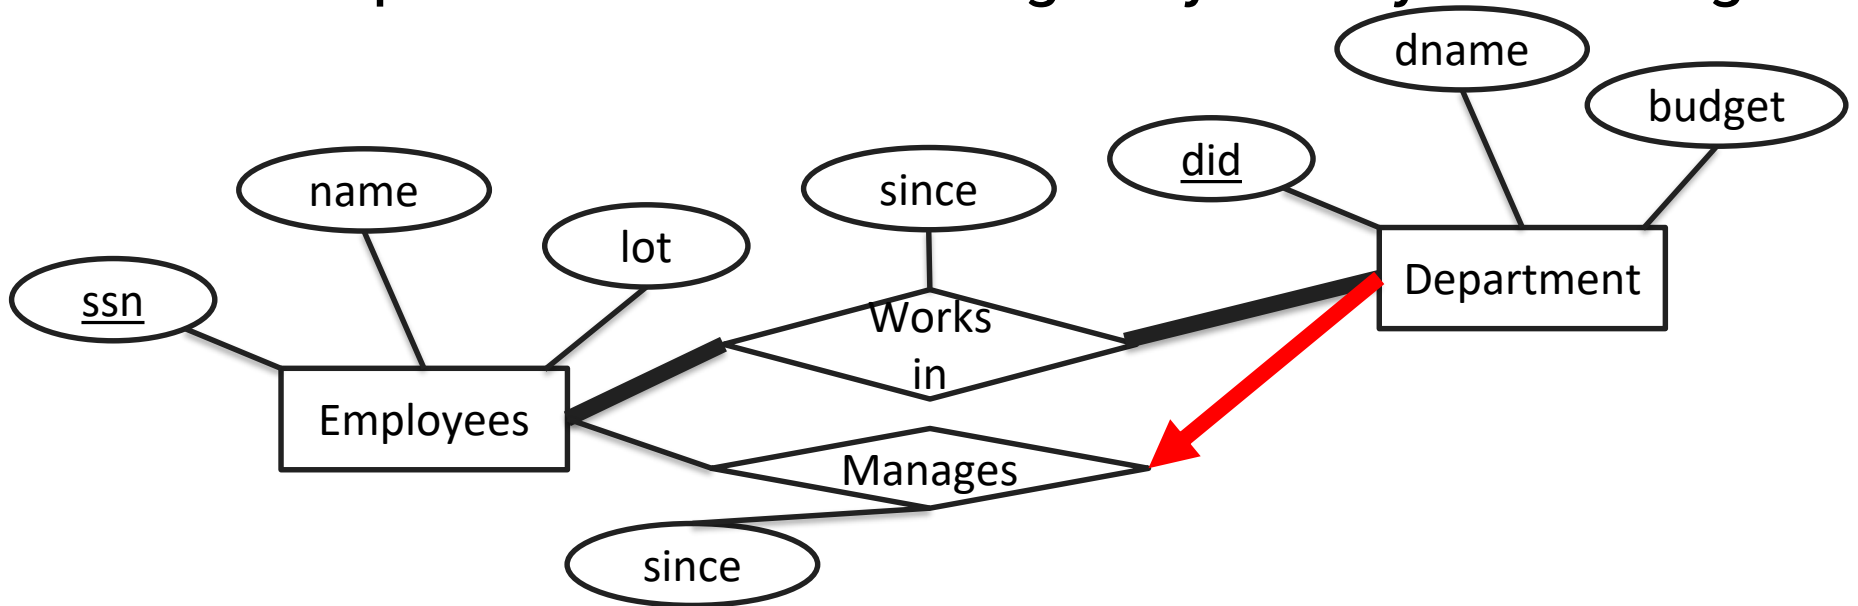 dname
budget
did
name
since
lot
ssn
Department
Works
in
Employees
Manages
since